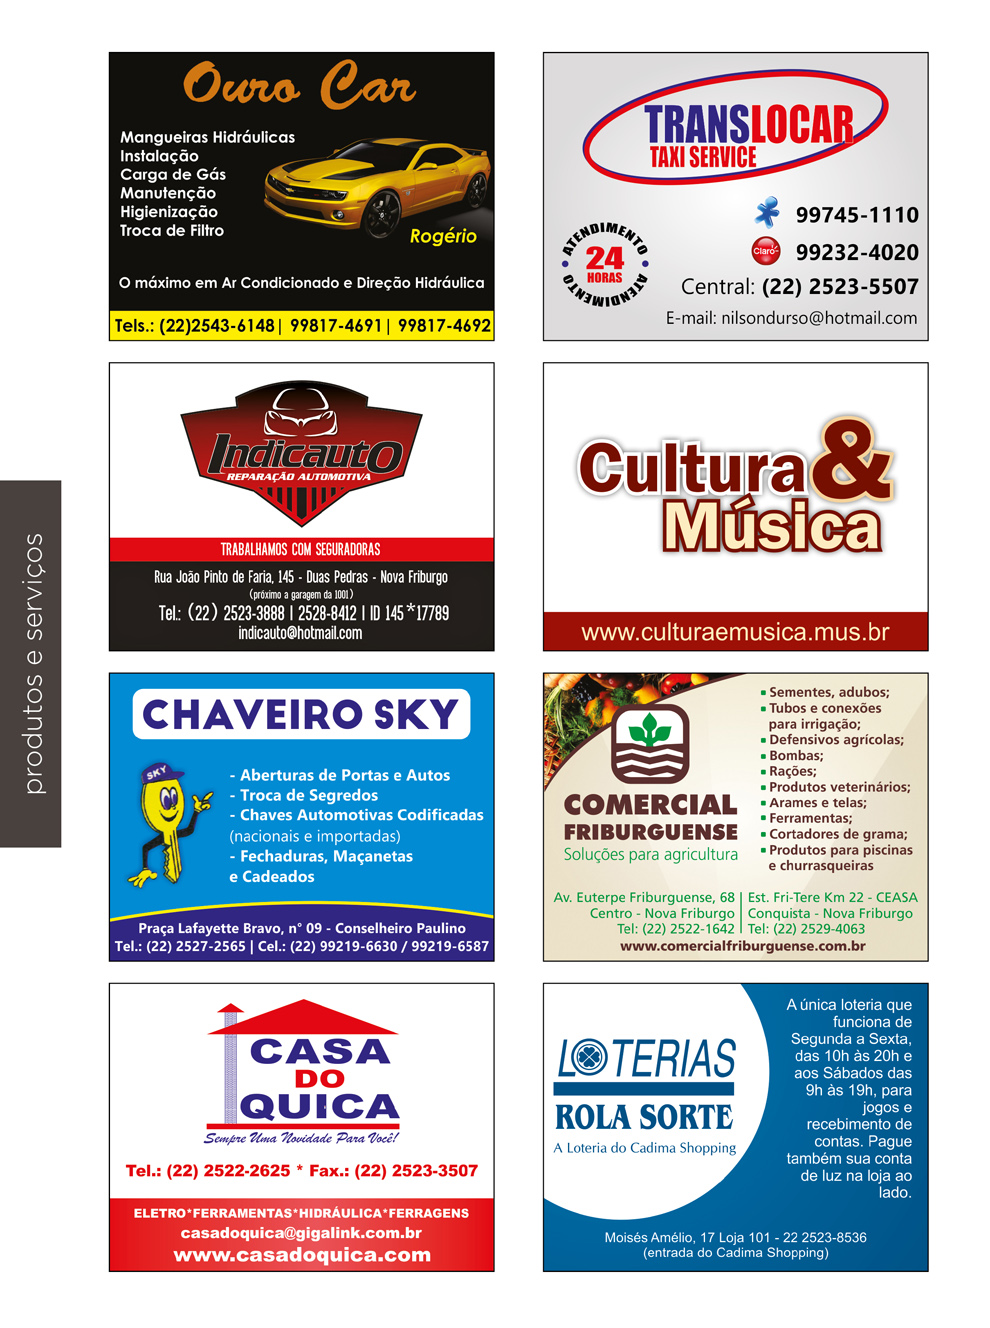 produtos e serviços
Ouro Car
Mangueiras Hidráulicas
Instalação
Carga de Gás
Manutenção
Higienização
Troca de Filtro
Rogério
O máximo em Ar Condicionado e Direção Hidráulica
Tels.: (22)2543-6148| 99817-4691| 99817-4692
TRANSLOCAR
TAXI SERVICE
ATENDIMENTO
24
HORAS
ATENDIMENTO
99745-1110
Claro
99232-4020
Central: (22) 2523-5507
E-mail: nilsondurso@hotmail.com
Indicauto
REPARAÇÃO AUTOMOTIVA
TRABALHAMOS COM SEGURADORAS
Rua João Pinto de Faria, 145 - Duas Pedras - Nova Friburgo
(próximo a garagem da 1001)
Tel.: (22) 2523-3888 | 2528-8412 | ID 145*17789
indicauto@hotmail.com
Cultura &
Música
www.culturaemusica.mus.br
CHAVEIRO SKY
SKY
- Aberturas de Portas e Autos
- Troca de Segredos
- Chaves Automotivas Codificadas
(nacionais e importadas)
- Fechaduras, Maçanetas
e Cadeados
Praça Lafayette Bravo, n° 09 - Conselheiro Paulino
Tel.: (22) 2527-2565 | Cel.: (22) 99219-6630 / 99219-6587
COMERCIAL
FRIBURGUENSE
Soluções para agricultura
Sementes, adubos;
Tubos e conexões
para irrigação;
Defensivos agrícolas;
Bombas;
Rações;
Produtos veterinários;
Arames e telas;
Ferramentas;
Cortadores de grama;
Produtos para piscinas
e churrasqueiras
Av. Euterpe Friburguense, 68 | Est. Fri-Tere Km 22 - CEASA
Centro - Nova Friburgo | Conquista - Nova Friburgo
Tel: (22) 2522-1642 | Tel: (22) 2529-4063
www.comercialfriburguense.com.br
CASA
DO
QUICA
Sempre Uma Novidade Para Você!
Tel.: (22) 2522-2625 * Fax.: (22) 2523-3507
ELETRO*FERRAMENTAS*HIDRÁULICA*FERRAGENS
casadoquica@gigalink.com.br
www.casadoquica.com
LOTERIAS
ROLA SORTE
A Loteria do Cadima Shopping
A única loteria que
funciona de
Segunda a Sexta,
das 10h às 20h e
aos Sábados das
9h às 19h, para
jogos e
recebimento de
contas. Pague
também sua conta
de luz na loja ao
lado.
Moisés Amélio, 17 Loja 101 - 22 2523-8536
(entrada do Cadima Shopping)